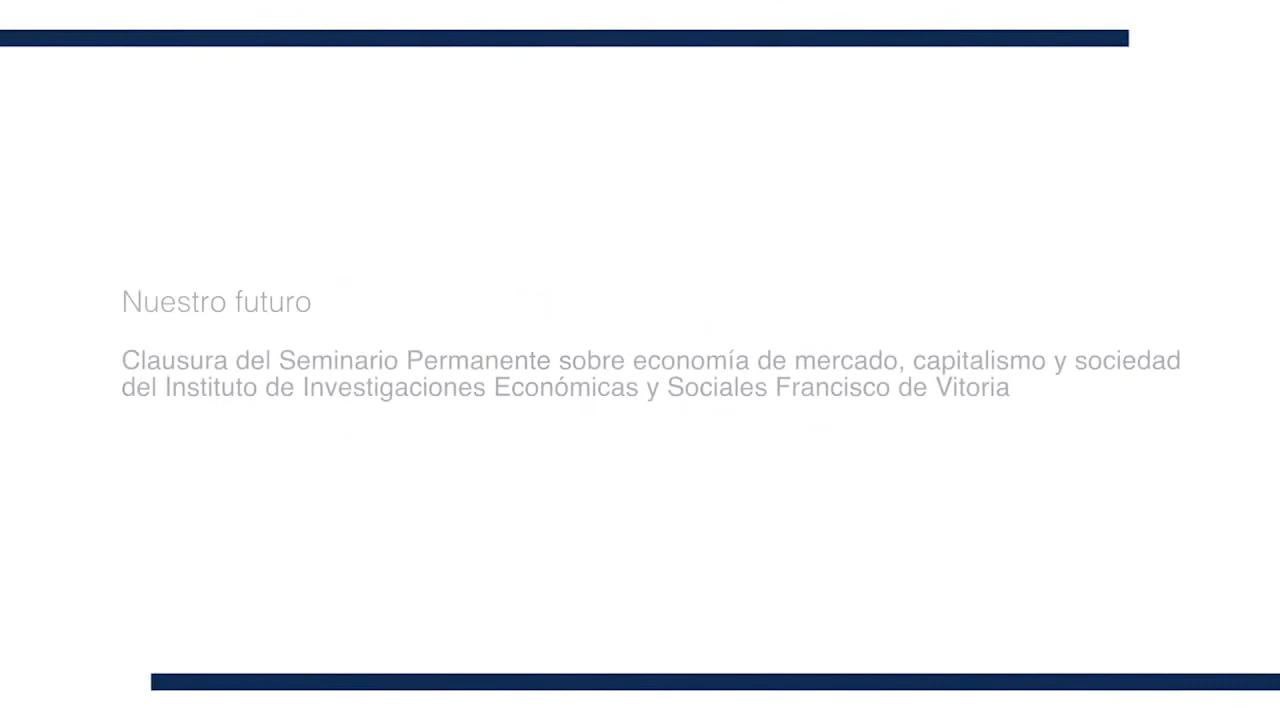 Nuestro futuro
Clausura del Seminario Permanente sobre economía de mercado, capitalismo y sociedad
del Instituto de Investigaciones Económicas y Sociales Francisco de Vitoria